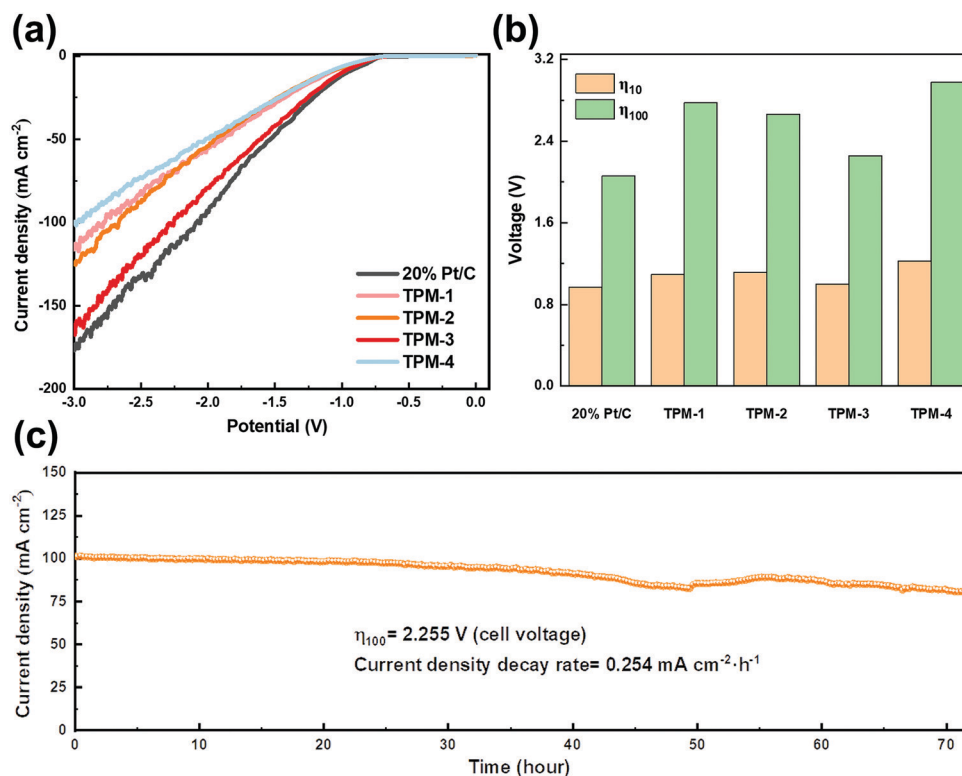 (a)
0
-50
-100
-150
-200
Current density (mA cm⁻²)
20% Pt/C
TPM-1
TPM-2
TPM-3
TPM-4
-3.0 -2.5 -2.0 -1.5 -1.0 -0.5 0.0
Potential (V)
(b)
3.2
2.4
1.6
0.8
0.0
Voltage (V)
η₁₀
η₁₀₀
20% Pt/C TPM-1 TPM-2 TPM-3 TPM-4
(c)
150
125
100
75
50
25
0
Current density (mA cm⁻²)
η₁₀₀= 2.255 V (cell voltage)
Current density decay rate= 0.254 mA cm⁻²·h⁻¹
0 10 20 30 40 50 60 70
Time (hour)